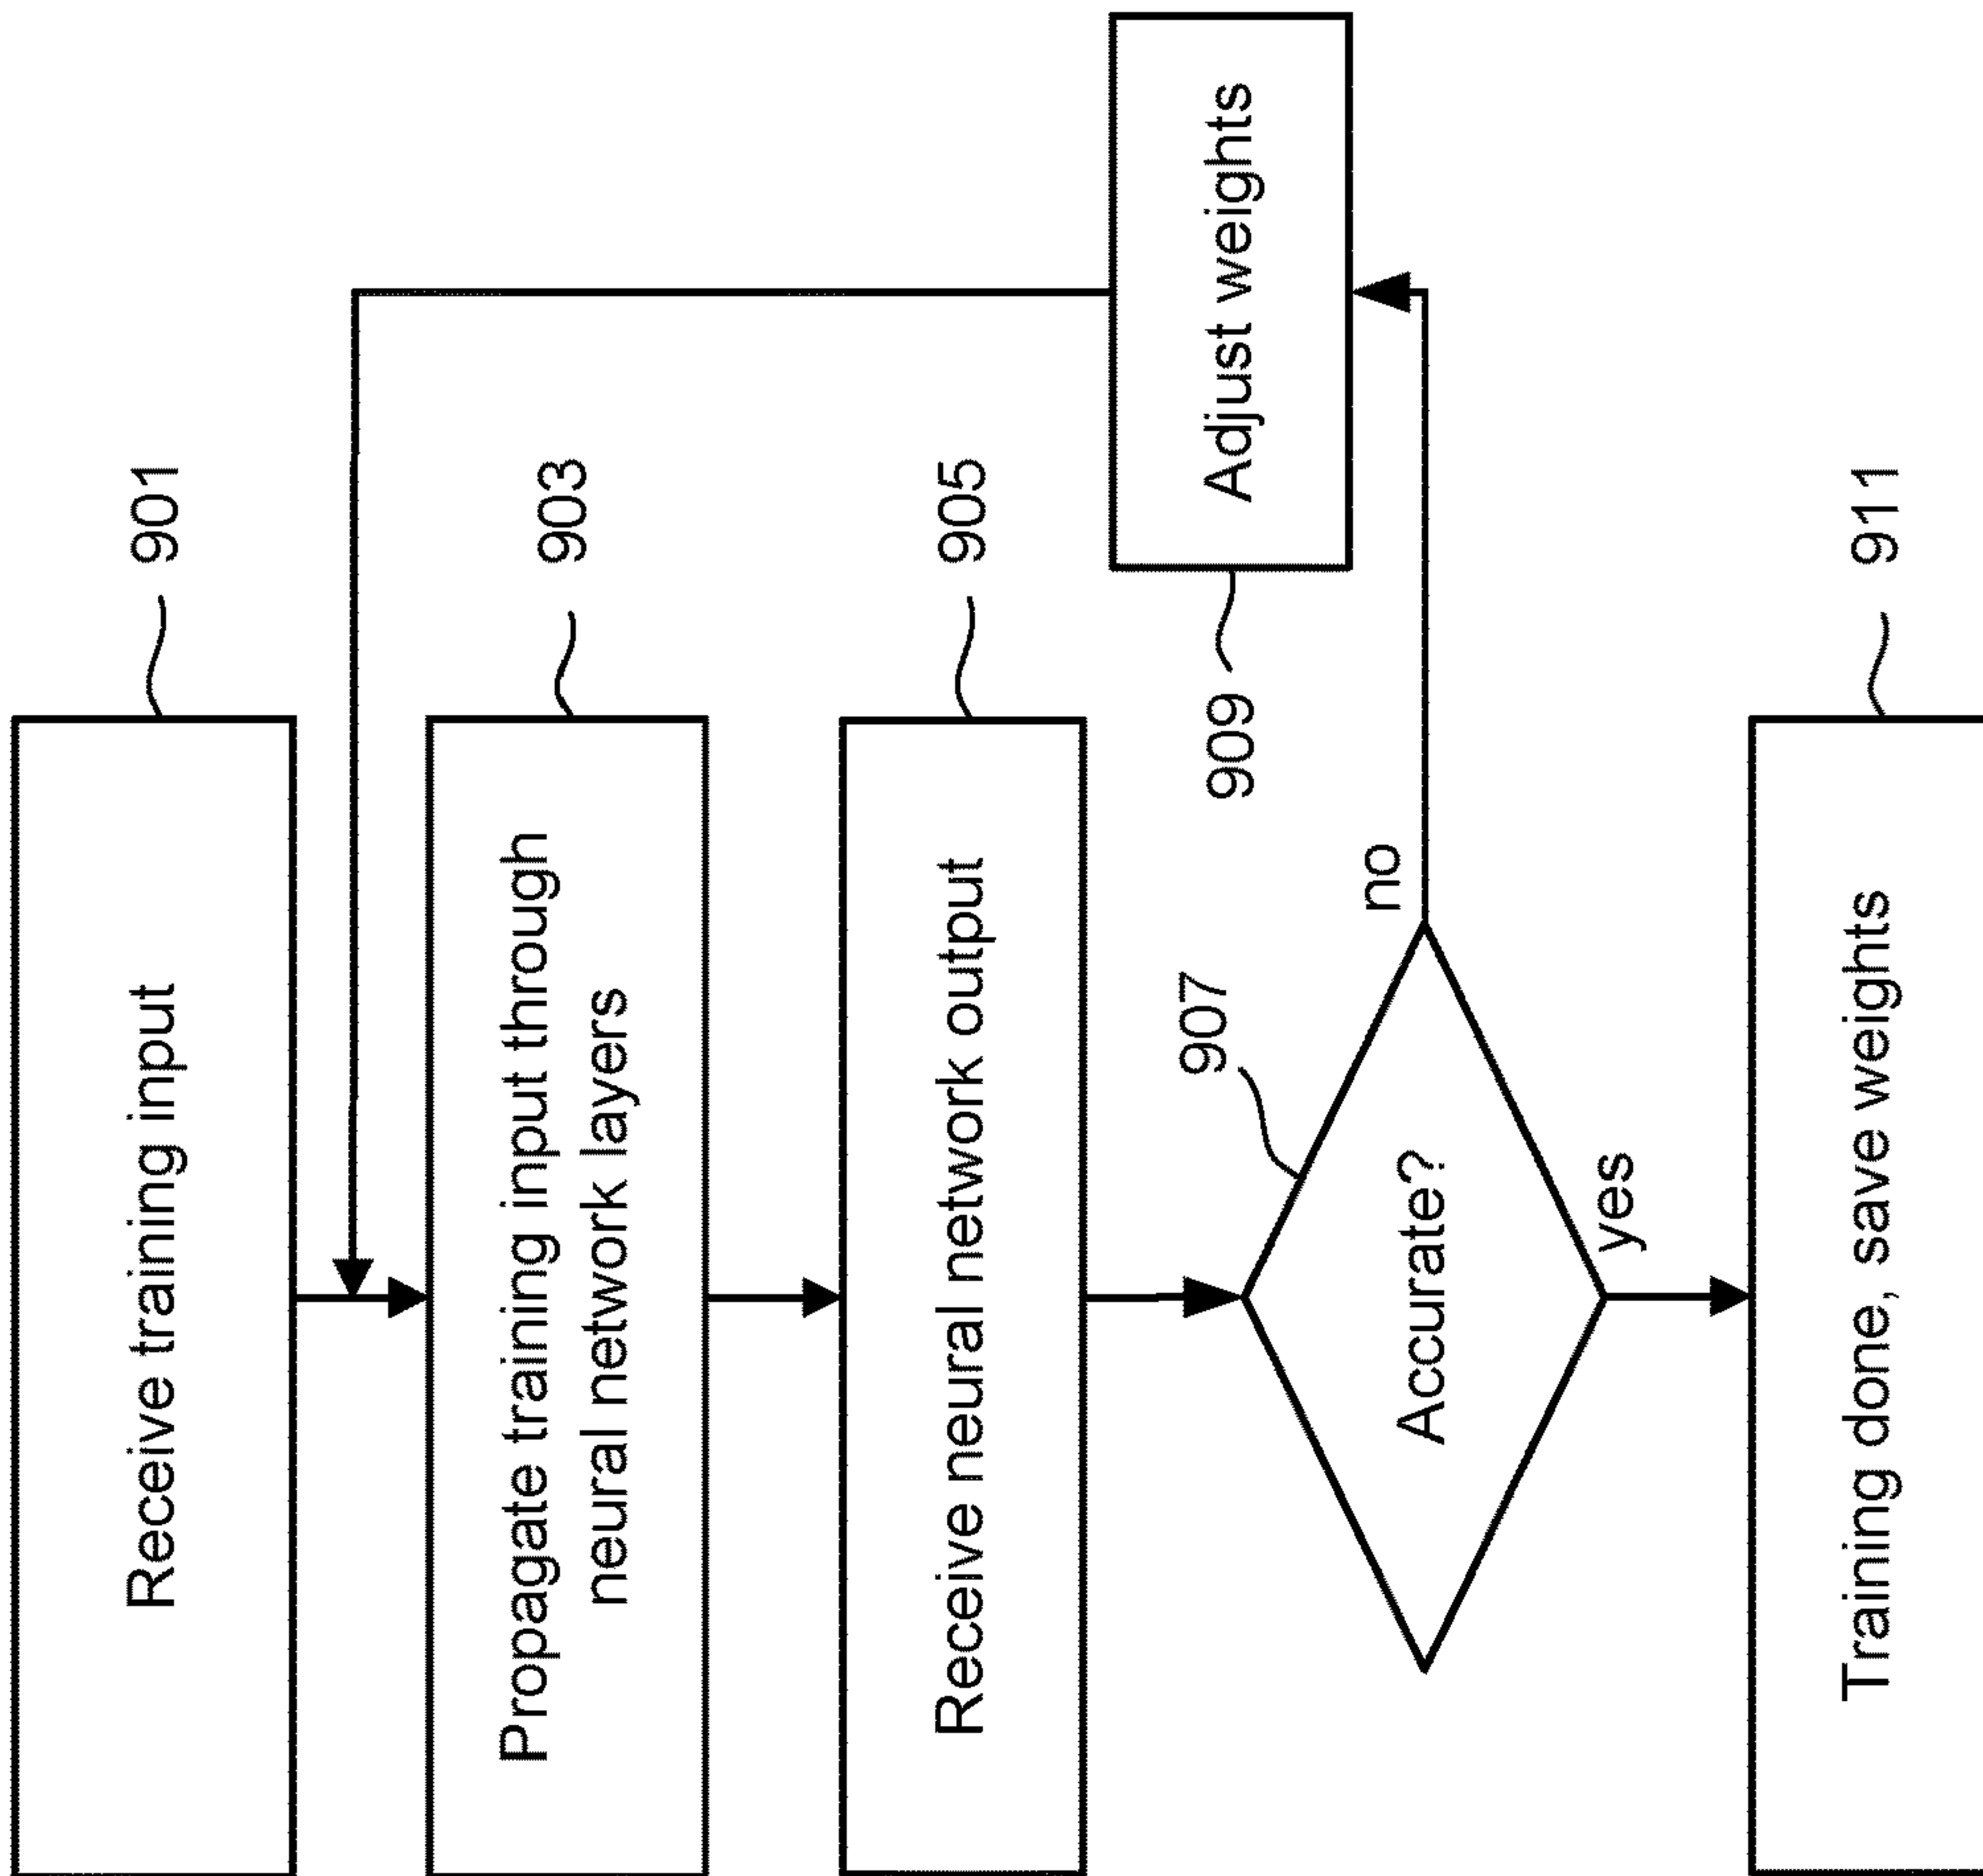 Receive training input
901
Propagate training input through
neural network layers
903
Receive neural network output
905
Accurate?
907
no
yes
Adjust weights
909
Training done, save weights
911